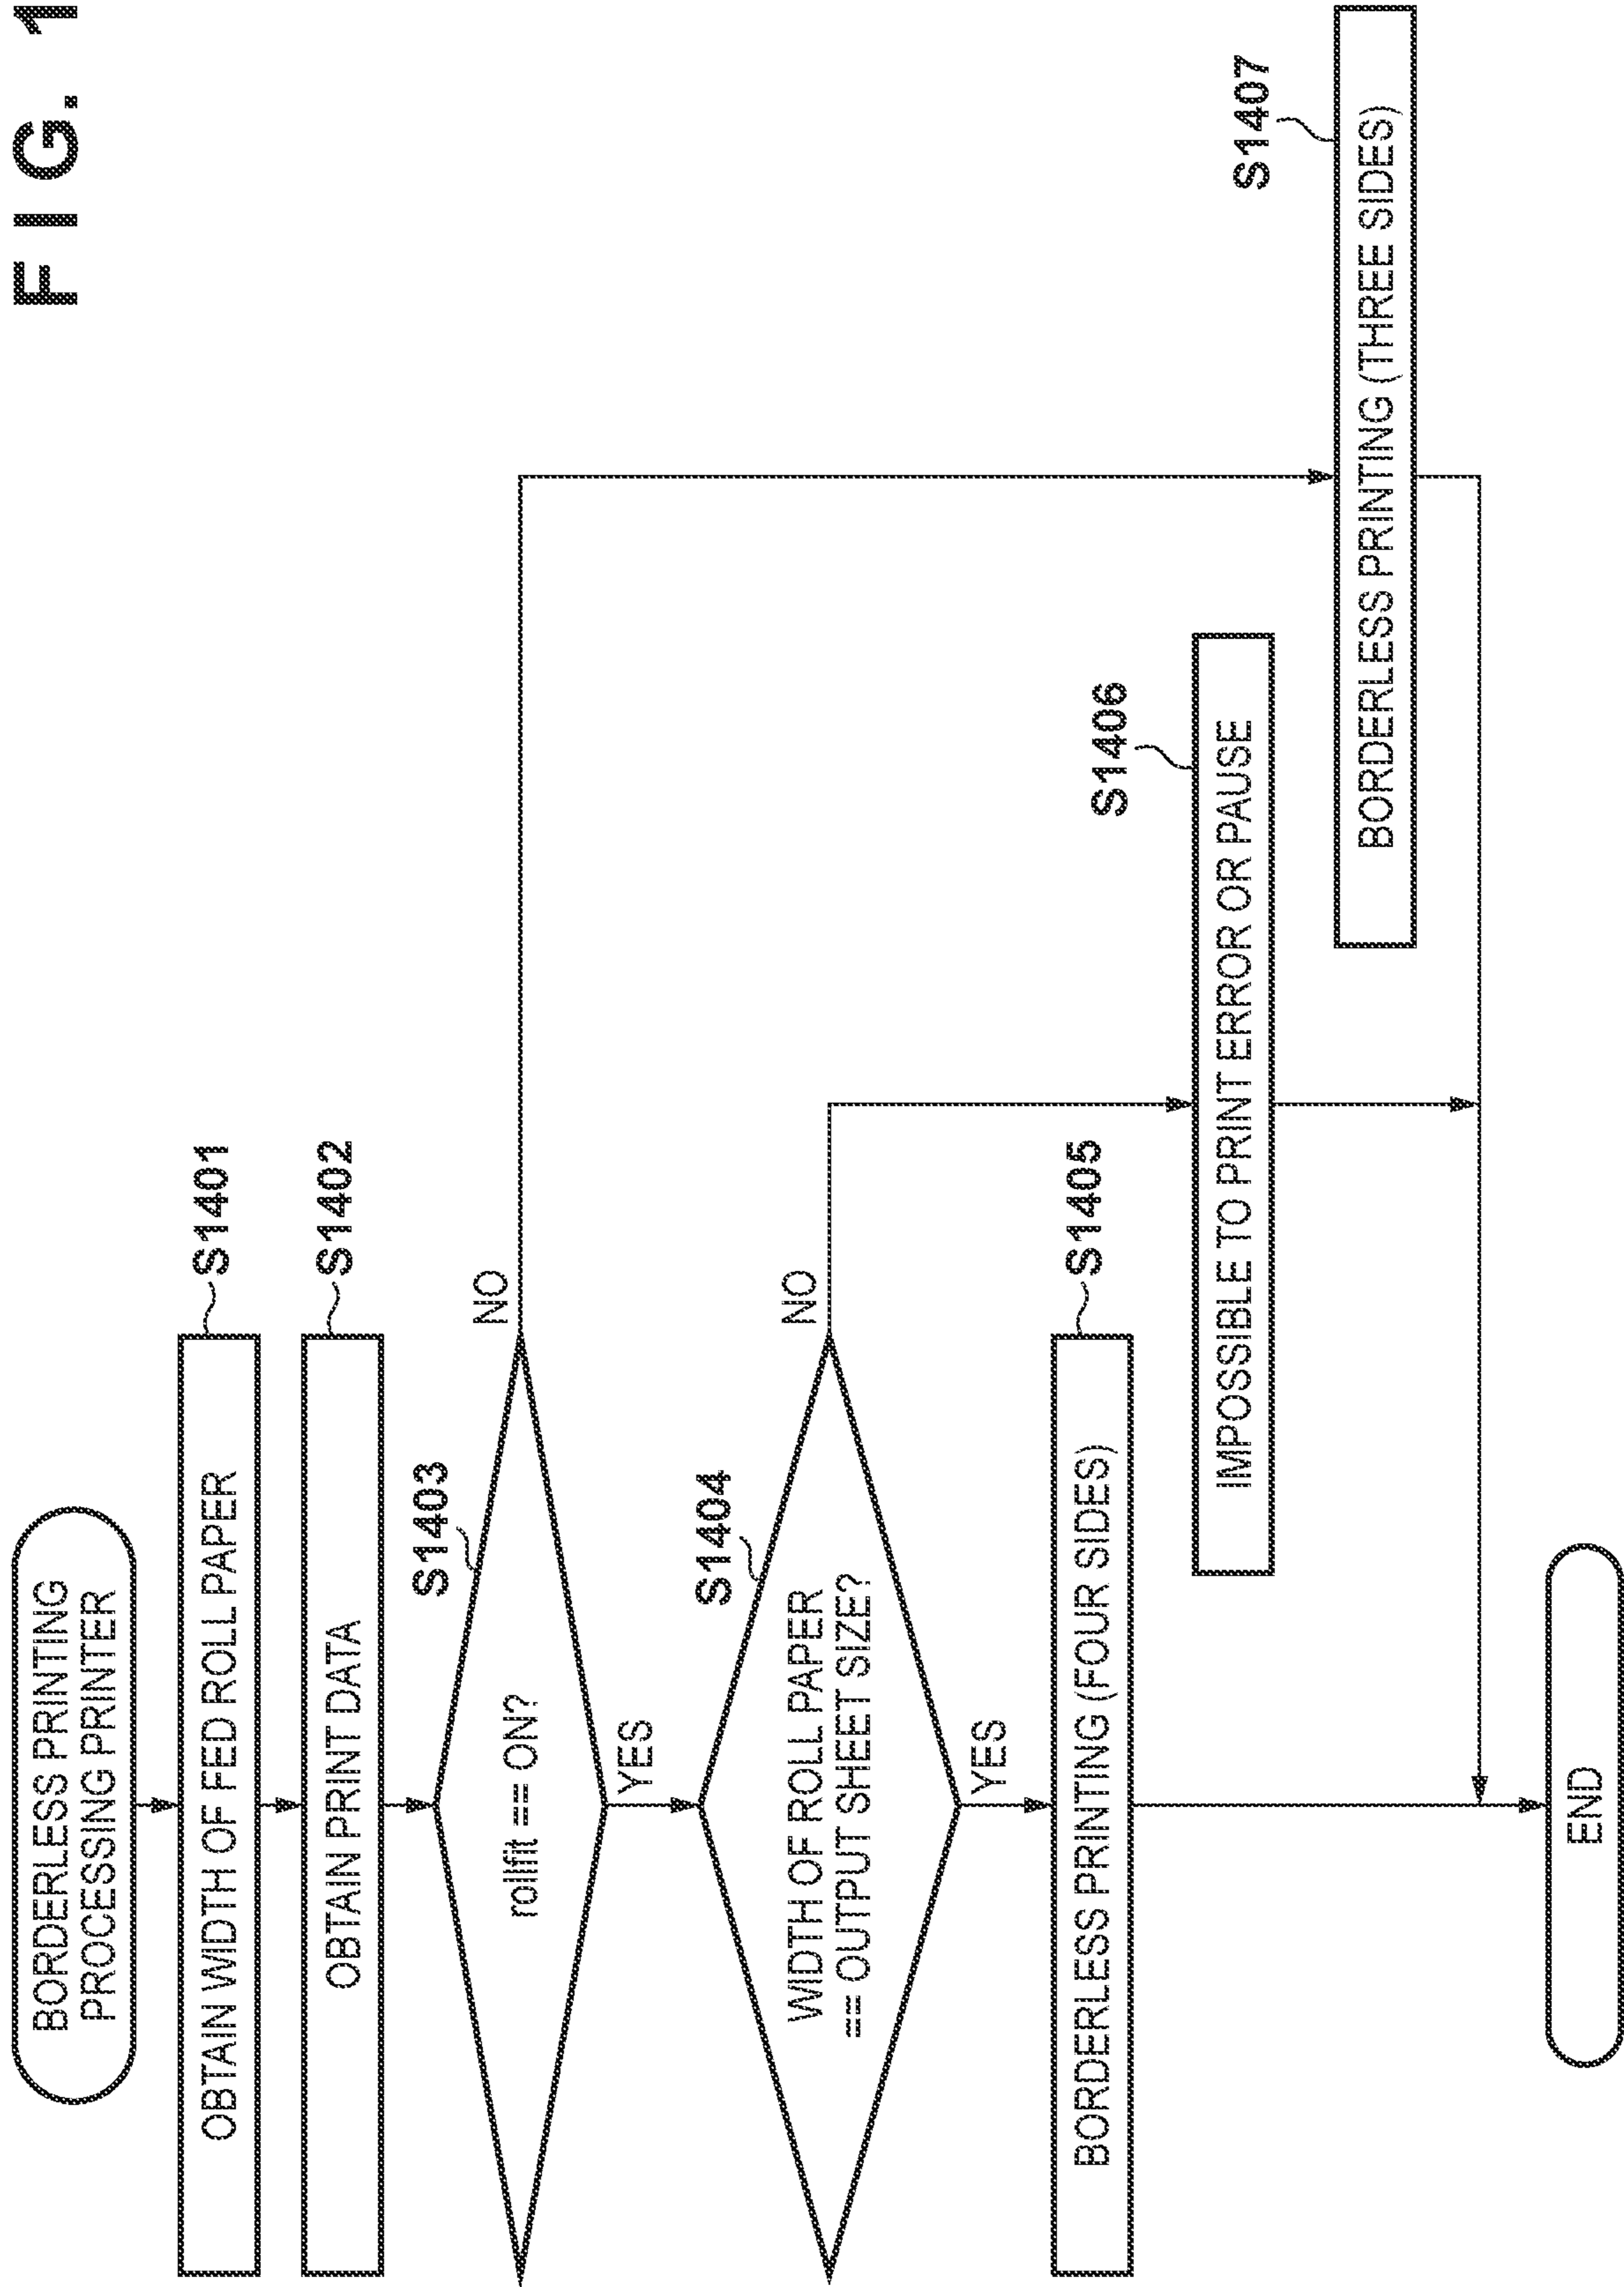 FIG. 1
BORDERLESS PRINTING
PROCESSING PRINTER
S1401
OBTAIN WIDTH OF FED ROLL PAPER
S1402
OBTAIN PRINT DATA
S1403
rollfit == ON?
NO
YES
S1404
WIDTH OF ROLL PAPER
== OUTPUT SHEET SIZE?
NO
YES
S1405
BORDERLESS PRINTING (FOUR SIDES)
S1406
IMPOSSIBLE TO PRINT ERROR OR PAUSE
S1407
BORDERLESS PRINTING (THREE SIDES)
END